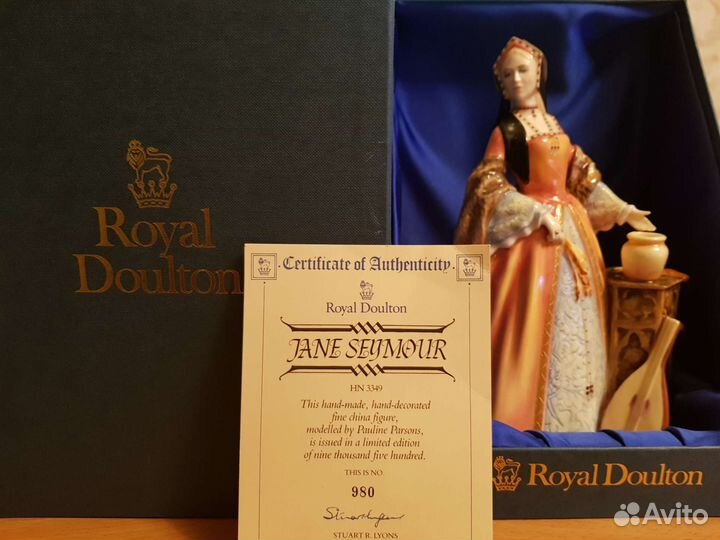 Royal
Doulton
Certificate of Authenticity
Royal Doulton
JANE SEYMOUR
HN 3349
This hand-made, hand-decorated
fine china figure,
modelled by Pauline Parsons,
is issued in a limited edition
of nine thousand five hundred.
THIS IS NO.
980
STUART R. LYONS
Royal Doulton
Avito